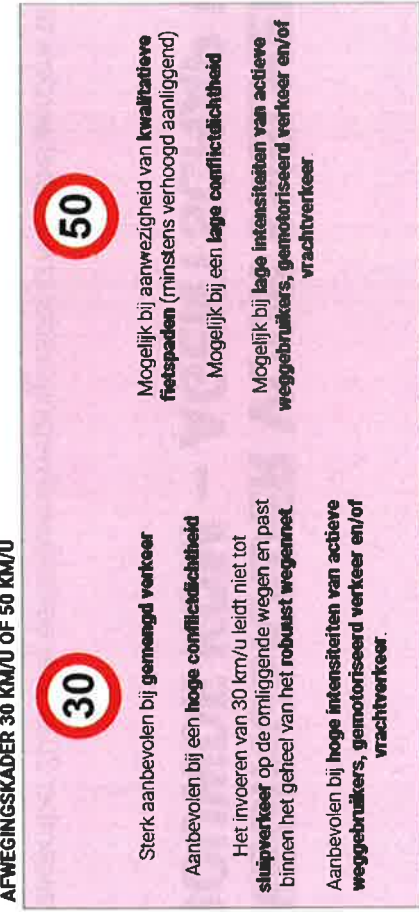 AFWEGINGSKADER 30 KM/U OF 50 KM/U
30
Sterk aanbevolen bij gemengd verkeer
Aanbevolen bij een hoge conflictdichtheid
Het invoeren van 30 km/u leidt niet tot
sluipverkeer op de omliggende wegen en past
binnen het geheel van het robuust wegennet.
Aanbevolen bij hoge intensiteiten van actieve
weggebruikers, gemotoriseerd verkeer en/of
vrachtverkeer.
50
Mogelijk bij aanwezigheid van kwalitatieve
fietspaden (minstens verhoogd aanliggend)
Mogelijk bij een lage conflictdichtheid
Mogelijk bij lage intensiteiten van actieve
weggebruikers, gemotoriseerd verkeer en/of
vrachtverkeer.